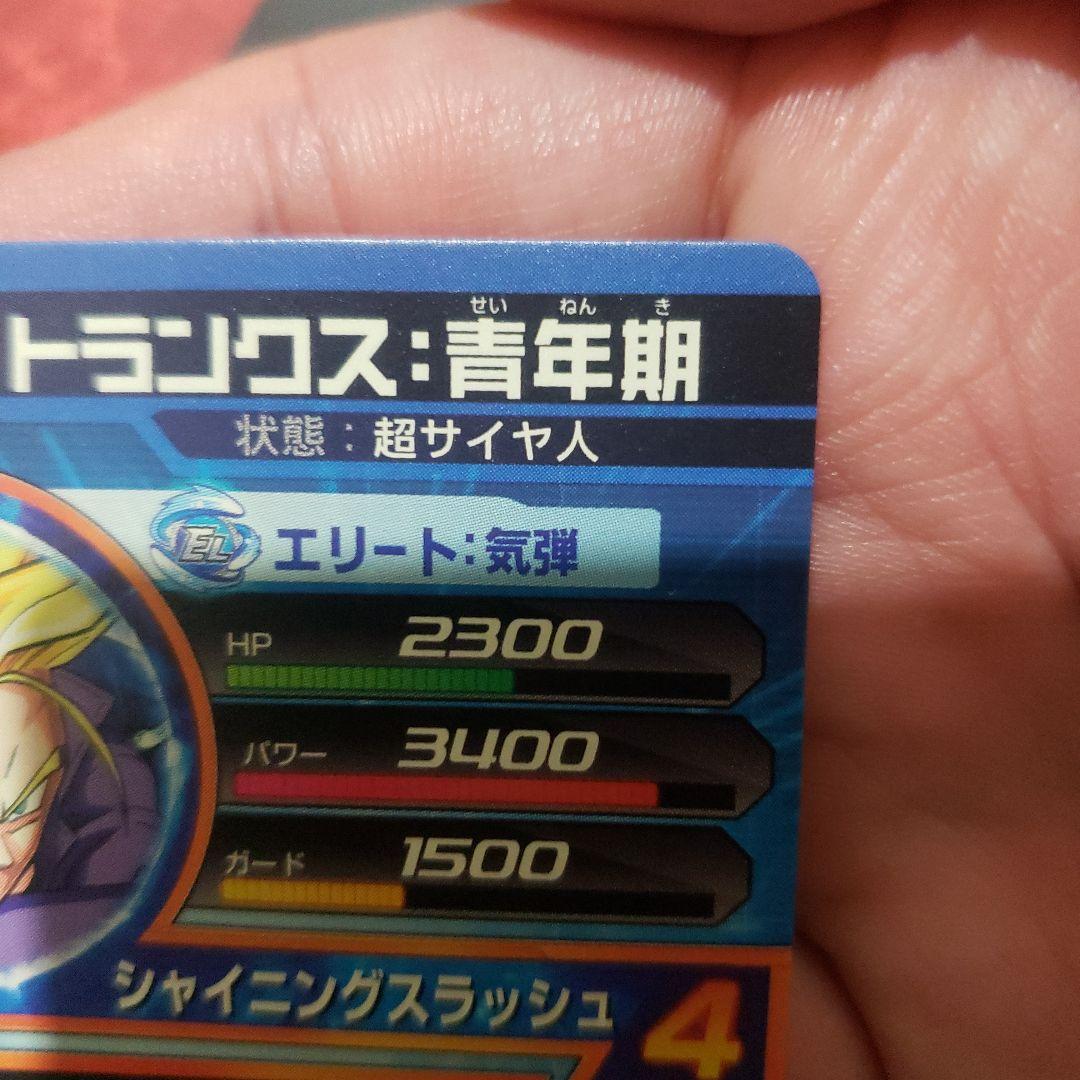 せいねんき
トランクス:青年期
状態:超サイヤ人
EL エリート:気弾
HP 2300
パワー 3400
ガード 1500
シャイニングスラッシュ 4